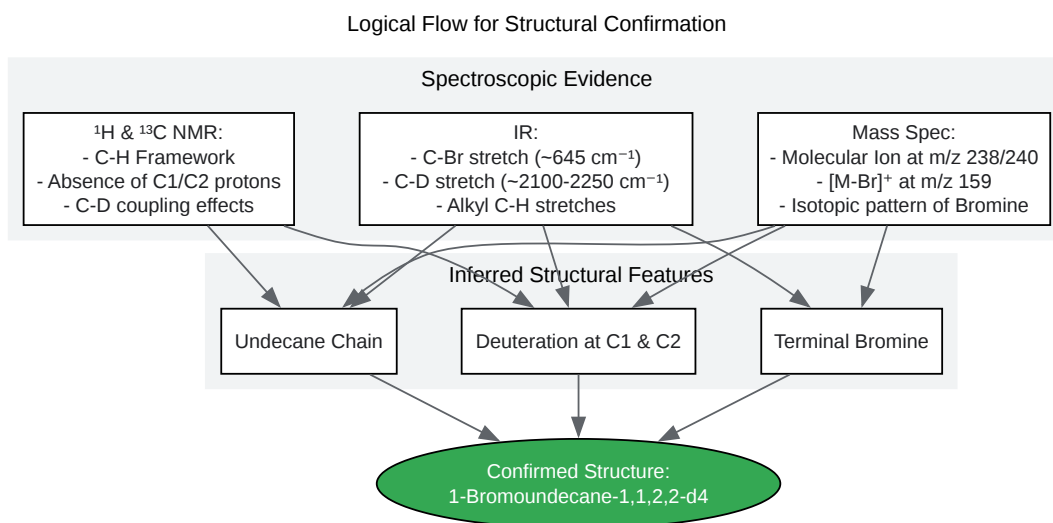 Logical Flow for Structural Confirmation
Spectroscopic Evidence
¹H & ¹³C NMR:
- C-H Framework
- Absence of C1/C2 protons
- C-D coupling effects
IR:
- C-Br stretch (~645 cm⁻¹)
- C-D stretch (~2100-2250 cm⁻¹)
- Alkyl C-H stretches
Mass Spec:
- Molecular Ion at m/z 238/240
- [M-Br]⁺ at m/z 159
- Isotopic pattern of Bromine
Inferred Structural Features
Undecane Chain
Deuteration at C1 & C2
Terminal Bromine
Confirmed Structure:
1-Bromoundecane-1,1,2,2-d4